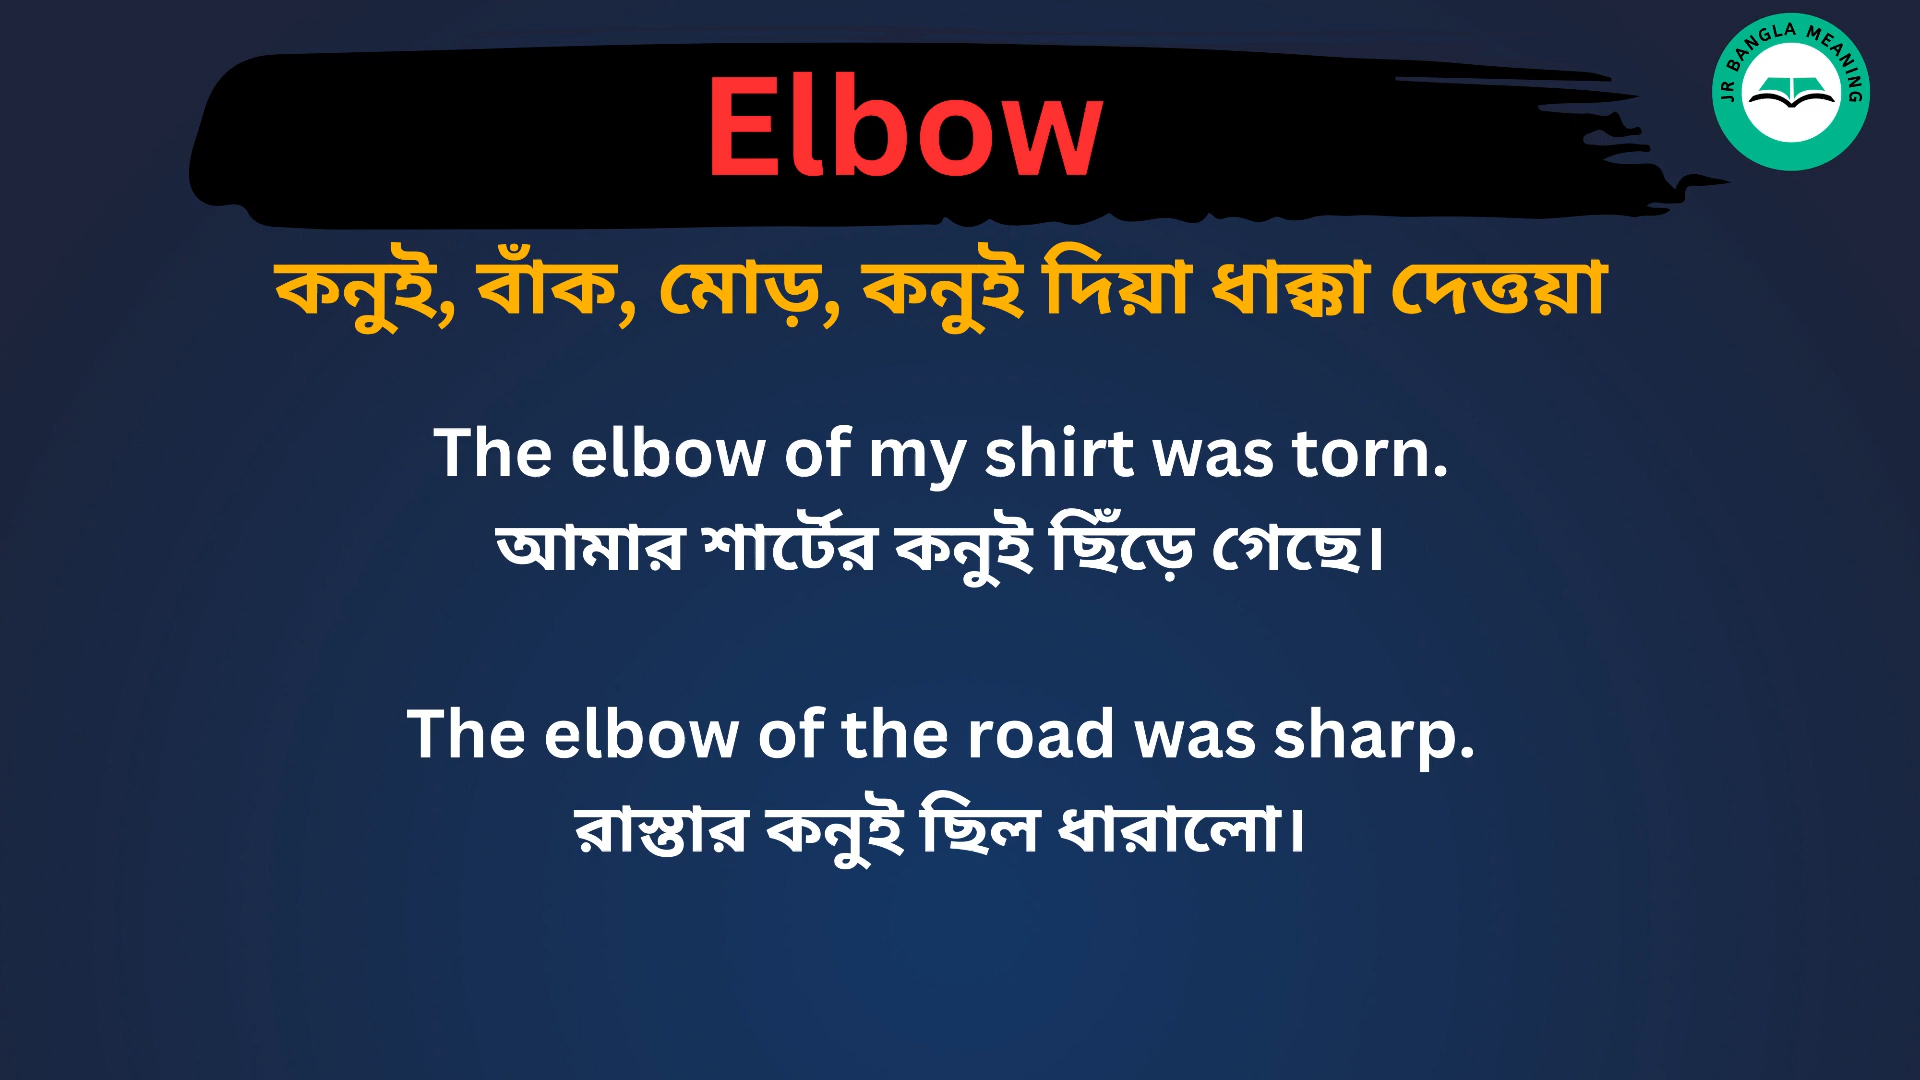 JR BANGLA MEANING
Elbow
কনুই, বাঁক, মোড়, কনুই দিয়া ধাক্কা দেত্তয়া
The elbow of my shirt was torn.
আমার শার্টের কনুই ছিঁড়ে গেছে।
The elbow of the road was sharp.
রাস্তার কনুই ছিল ধারালো।